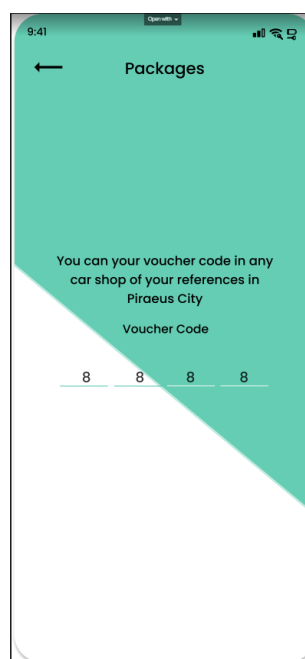 Open with
9:41
Packages
You can your voucher code in any
car shop of your references in
Piraeus City
Voucher Code
8 8 8 8